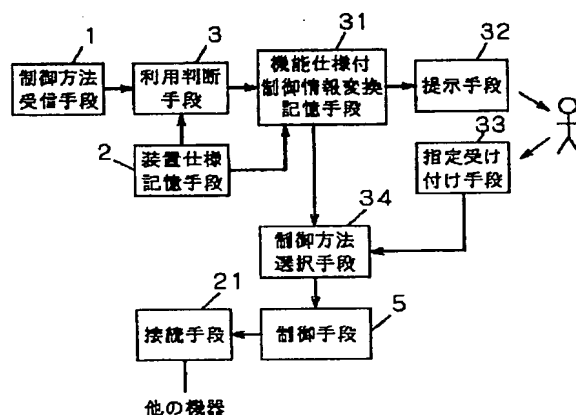 1
制御方法
受信手段
3
利用判断
手段
31
機能仕様付
制御情報変換
記憶手段
32
提示手段
2
装置仕様
記憶手段
33
指定受け
付け手段
34
制御方法
選択手段
21
接続手段
5
制御手段
他の機器